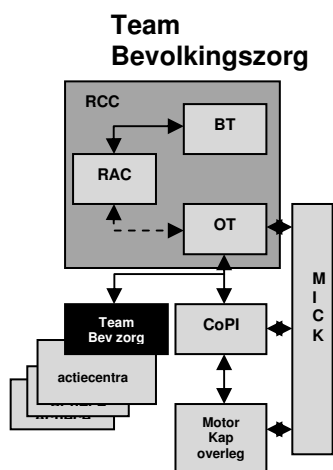 Team
Bevolkingszorg
RCC
BT
RAC
OT
M
I
C
K
Team
Bev zorg
CoPI
actiecentra
Motor
Kap
overleg